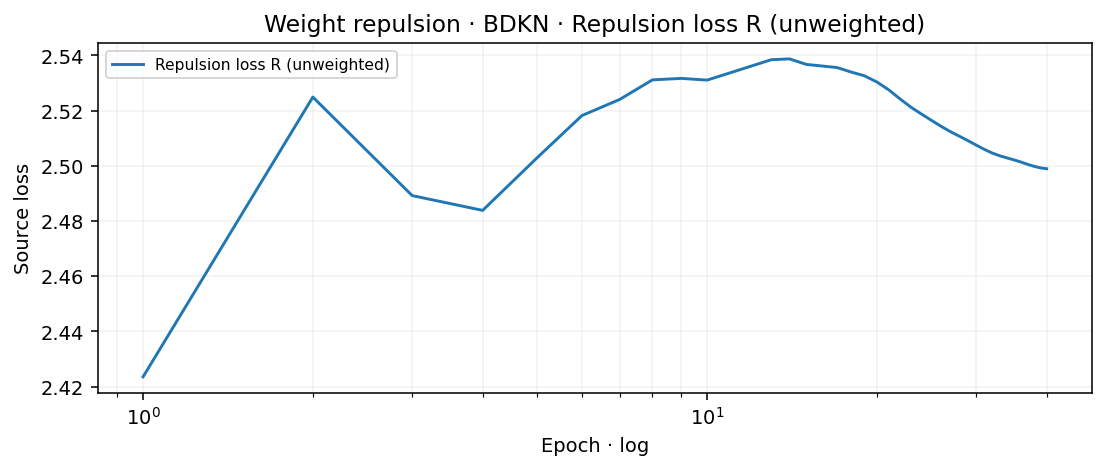 Weight repulsion · BDKN · Repulsion loss R (unweighted)
Repulsion loss R (unweighted)
Source loss
2.54
2.52
2.50
2.48
2.46
2.44
2.42
10⁰
10¹
Epoch · log